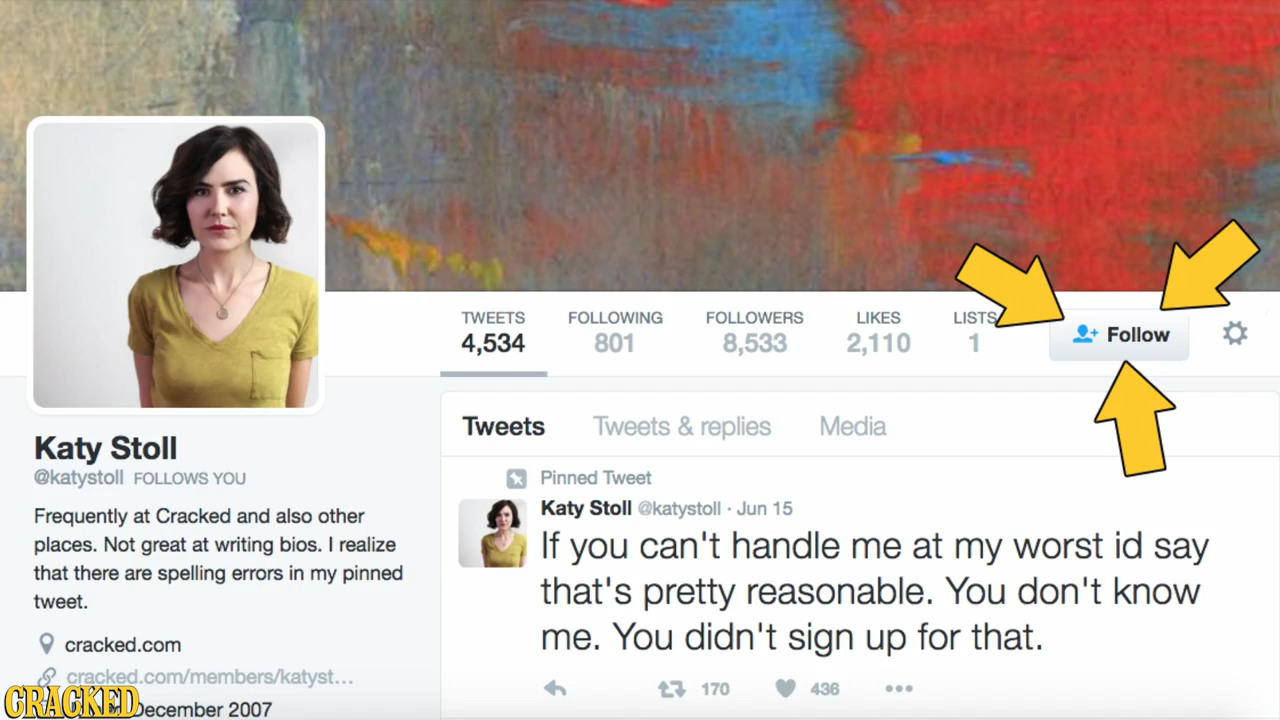 TWEETS FOLLOWING FOLLOWERS LIKES LISTS
4,534 801 8,533 2,110 1
Follow
Katy Stoll
@katystoll FOLLOWS YOU
Frequently at Cracked and also other
places. Not great at writing bios. I realize
that there are spelling errors in my pinned
tweet.
cracked.com
cracked.com/members/katyst...
December 2007
Tweets Tweets & replies Media
Pinned Tweet
Katy Stoll @katystoll · Jun 15
If you can't handle me at my worst id say
that's pretty reasonable. You don't know
me. You didn't sign up for that.
170 436
CRACKED